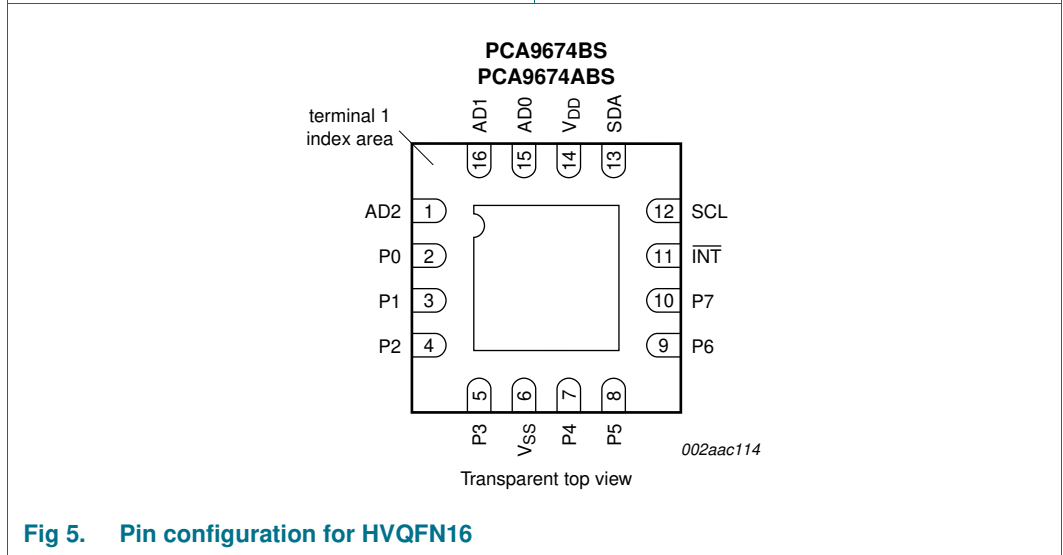 PCA9674BS
PCA9674ABS
terminal 1
index area
AD1
AD0
VDD
SDA
16
15
14
13
AD2 1
12 SCL
P0 2
11 INT
P1 3
10 P7
P2 4
9 P6
5
6
7
8
P3
VSS
P4
P5
002aac114
Transparent top view
Fig 5. Pin configuration for HVQFN16